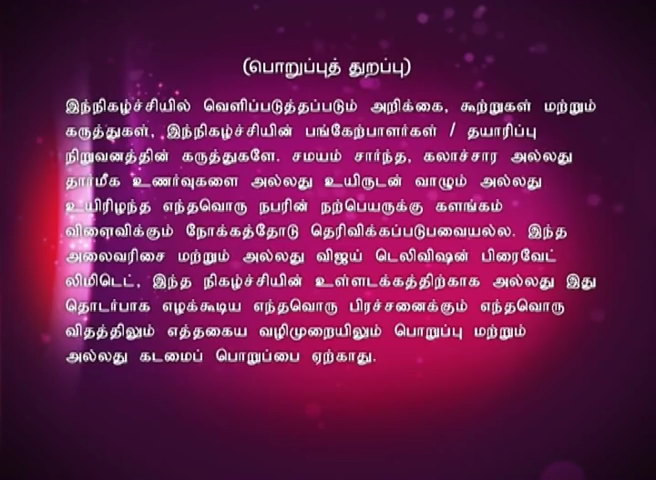 (பொறுப்புத் துறப்பு)
இந்நிகழ்ச்சியில் வெளிப்படுத்தப்படும் அறிக்கை, கூற்றுகள் மற்றும்
கருத்துகள், இந்நிகழ்ச்சியின் பங்கேற்பாளர்கள் / தயாரிப்பு
நிறுவனத்தின் கருத்துகளே. சமயம் சார்ந்த, கலாச்சார அல்லது
தார்மீக உணர்வுகளை அல்லது உயிருடன் வாழும் அல்லது
உயிரிழந்த எந்தவொரு நபரின் நற்பெயருக்கு களங்கம்
விளைவிக்கும் நோக்கத்தோடு தெரிவிக்கப்படுபவையல்ல. இந்த
அலைவரிசை மற்றும் அல்லது விஜய் டெலிவிஷன் பிரைவேட்
லிமிடெட், இந்த நிகழ்ச்சியின் உள்ளடக்கத்திற்காக அல்லது இது
தொடர்பாக எழக்கூடிய எந்தவொரு பிரச்சனைக்கும் எந்தவொரு
விதத்திலும் எத்தகைய வழிமுறையிலும் பொறுப்பு மற்றும்
அல்லது கடமைப் பொறுப்பை ஏற்காது.